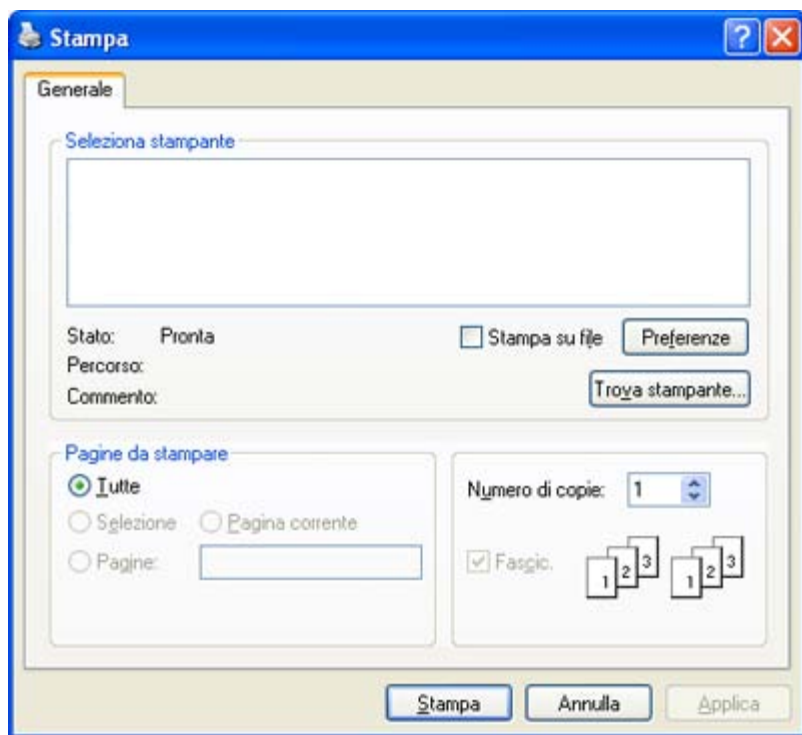 Stampa
Generale
Seleziona stampante
Stato: Pronta
Percorso:
Commento:
Stampa su file
Preferenze
Trova stampante...
Pagine da stampare
Tutte
Selezione
Pagina corrente
Pagine:
Numero di copie: 1
Fascic.
1 2 3 1 2 3
Stampa
Annulla
Applica